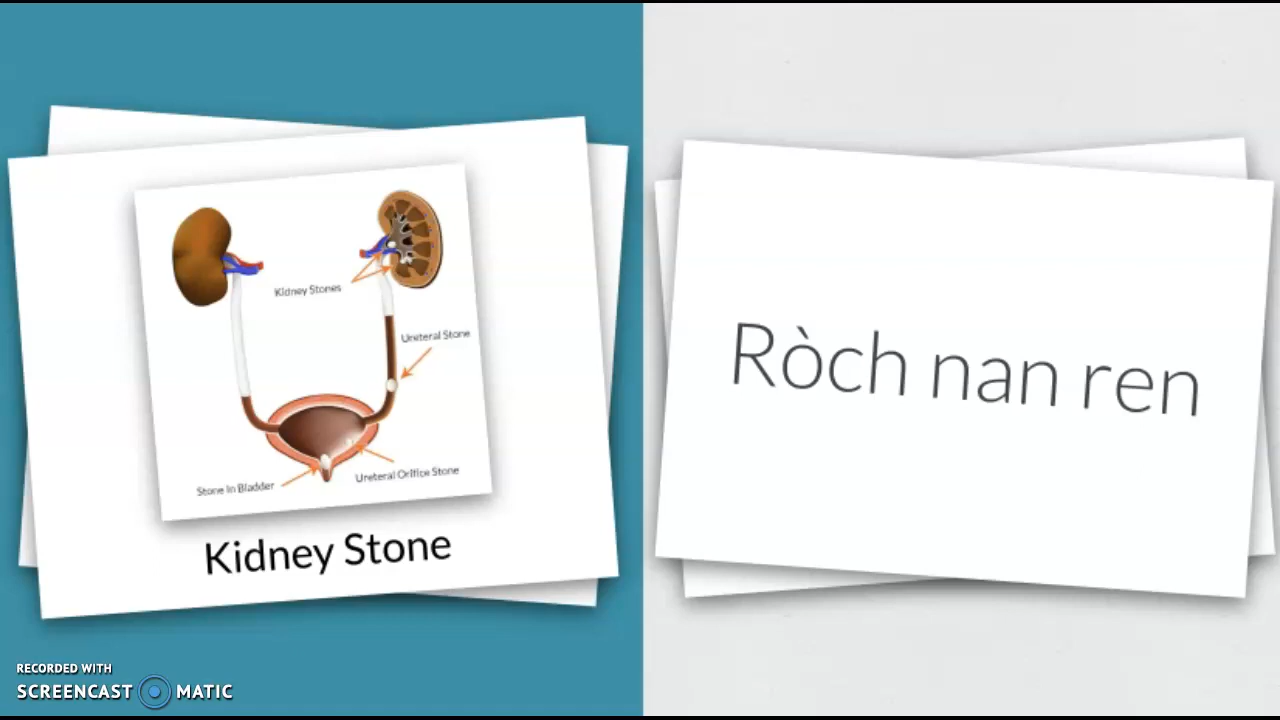 Kidney Stones
Ureteral Stone
Stone In Bladder
Ureteral Orifice Stone
Kidney Stone
Ròch nan ren
RECORDED WITH
SCREENCAST MATIC